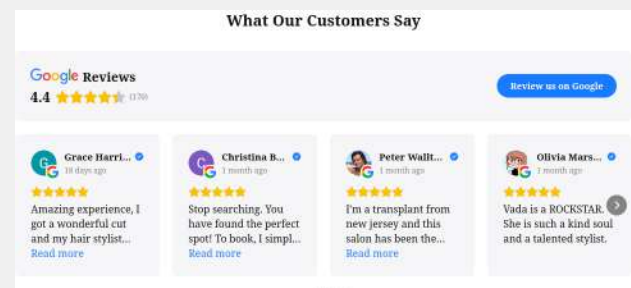 What Our Customers Say
Google Reviews
4.4
Review us on Google
Grace Harri...
18 days ago
Amazing experience, I
got a wonderful cut
and my hair stylist...
Read more
Christina B...
1 month ago
Stop searching. You
have found the perfect
spot! To book, I simpl...
Read more
Peter Wallt...
1 month ago
I'm a transplant from
new jersey and this
salon has been the...
Read more
Olivia Mars...
1 month ago
Vada is a ROCKSTAR.
She is such a kind soul
and a talented stylist.